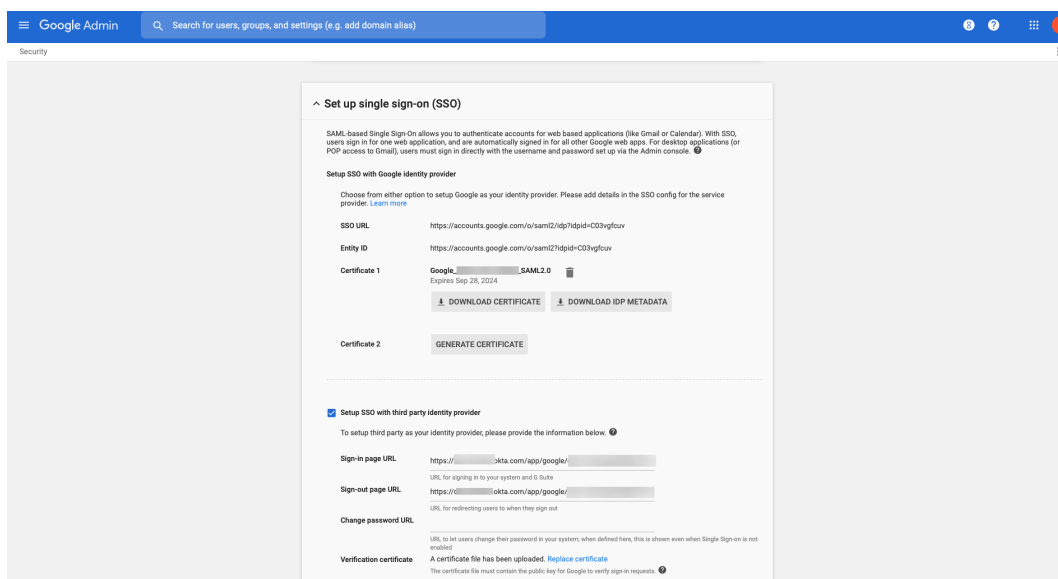 Google Admin
Search for users, groups, and settings (e.g. add domain alias)
Security
Set up single sign-on (SSO)
SAML-based Single Sign-On allows you to authenticate accounts for web based applications (like Gmail or Calendar). With SSO,
users sign in for one web application, and are automatically signed in for all other Google web apps. For desktop applications (or
POP access to Gmail), users must sign in directly with the username and password set up via the Admin console.
Setup SSO with Google identity provider
Choose from either option to setup Google as your identity provider. Please add details in the SSO config for the service
provider. Learn more
SSO URL https://accounts.google.com/o/saml2/idp?idpid=C03vgfcuv
Entity ID https://accounts.google.com/o/saml2?idpid=C03vgfcuv
Certificate 1 Google_ _SAML2.0
Expires Sep 28, 2024
DOWNLOAD CERTIFICATE DOWNLOAD IDP METADATA
Certificate 2 GENERATE CERTIFICATE
Setup SSO with third party identity provider
To setup third party as your identity provider, please provide the information below.
Sign-in page URL https:// okta.com/app/google/
URL for signing in to your system and G Suite
Sign-out page URL https:// okta.com/app/google/
URL for redirecting users to when they sign out
Change password URL
URL to let users change their password in your system; when defined here, this is shown even when Single Sign-on is not
enabled
Verification certificate A certificate file has been uploaded. Replace certificate
The certificate file must contain the public key for Google to verify sign-in requests.